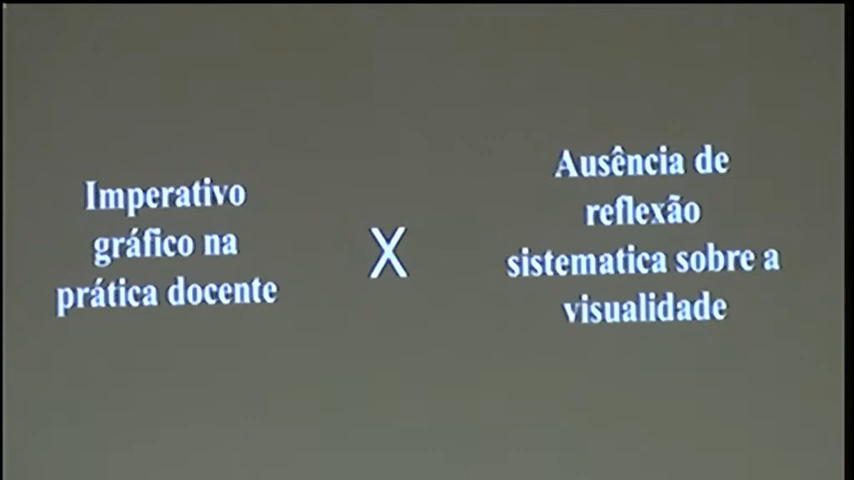 Imperativo
gráfico na
prática docente
X
Ausência de
reflexão
sistematica sobre a
visualidade